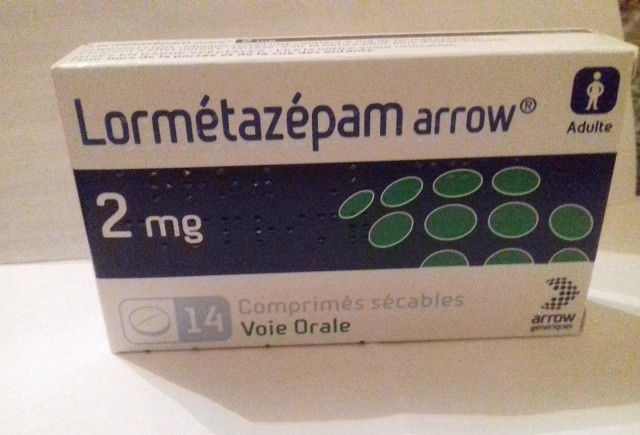 Lormétazépam arrow®
Adulte
2 mg
14 Comprimés sécables
Voie Orale
arrow
génériques